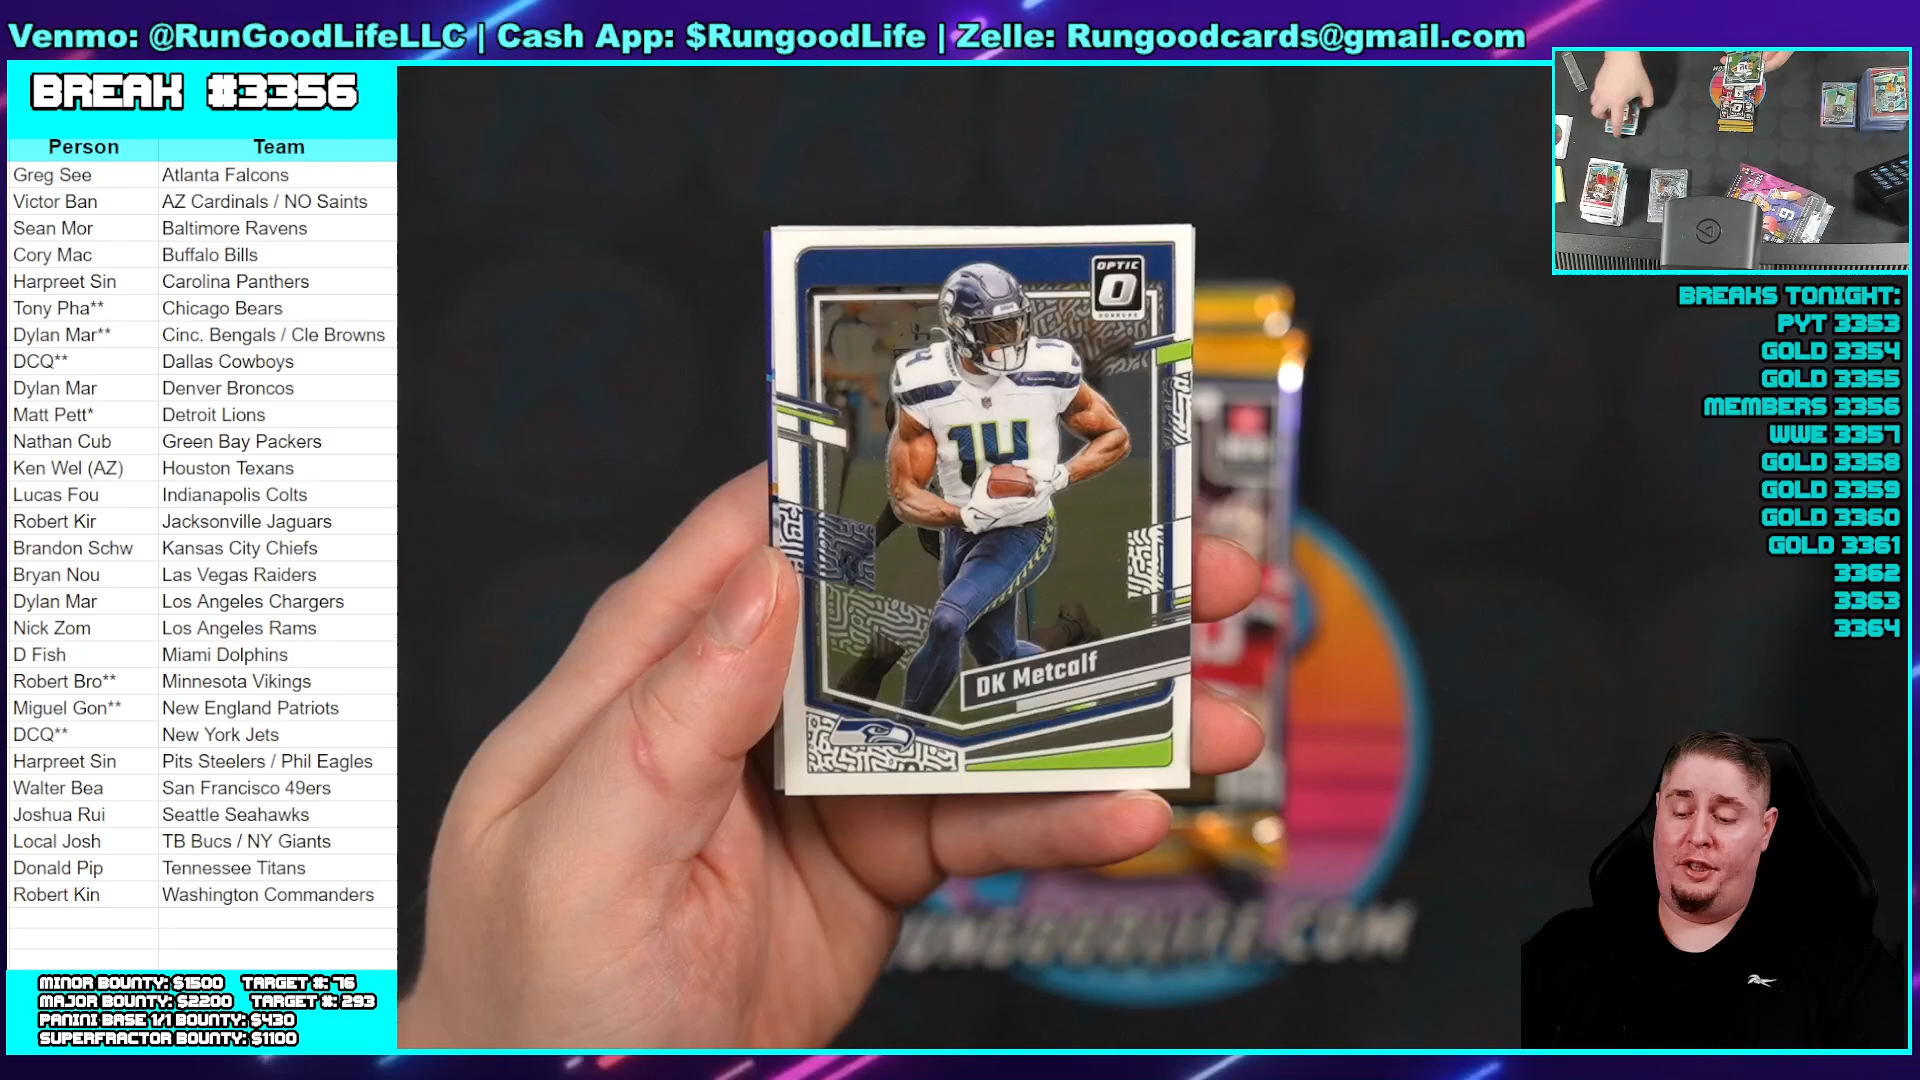 Venmo: @RunGoodLifeLLC | Cash App: $RungoodLife | Zelle: Rungoodcards@gmail.com
BREAK #3356
Person Team
Greg See Atlanta Falcons
Victor Ban AZ Cardinals / NO Saints
Sean Mor Baltimore Ravens
Cory Mac Buffalo Bills
Harpreet Sin Carolina Panthers
Tony Pha** Chicago Bears
Dylan Mar** Cinc. Bengals / Cle Browns
DCQ** Dallas Cowboys
Dylan Mar Denver Broncos
Matt Pett* Detroit Lions
Nathan Cub Green Bay Packers
Ken Wel (AZ) Houston Texans
Lucas Fou Indianapolis Colts
Robert Kir Jacksonville Jaguars
Brandon Schw Kansas City Chiefs
Bryan Nou Las Vegas Raiders
Dylan Mar Los Angeles Chargers
Nick Zom Los Angeles Rams
D Fish Miami Dolphins
Robert Bro** Minnesota Vikings
Miguel Gon** New England Patriots
DCQ** New York Jets
Harpreet Sin Pits Steelers / Phil Eagles
Walter Bea San Francisco 49ers
Joshua Rui Seattle Seahawks
Local Josh TB Bucs / NY Giants
Donald Pip Tennessee Titans
Robert Kin Washington Commanders
MINOR BOUNTY: $1500 TARGET #: 76
MAJOR BOUNTY: $2200 TARGET #: 293
PANINI BASE 1/1 BOUNTY: $430
SUPERFRACTOR BOUNTY: $1100
OPTIC
O
DONRUSS
14
14
DK Metcalf
RUNGOODLIFE.COM
BREAKS TONIGHT:
PYT 3353
GOLD 3354
GOLD 3355
MEMBERS 3356
WWE 3357
GOLD 3358
GOLD 3359
GOLD 3360
GOLD 3361
3362
3363
3364